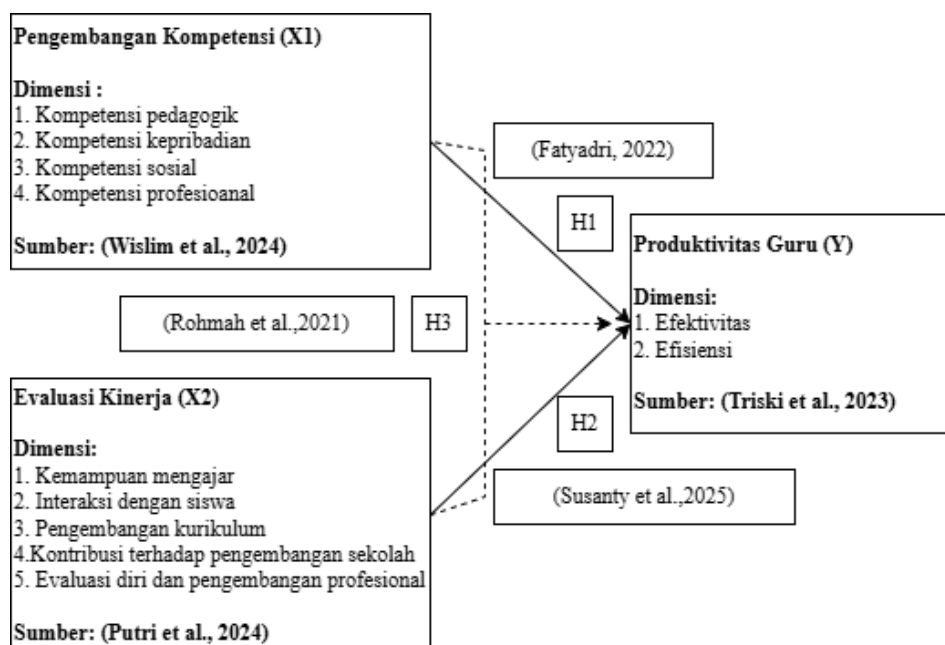 Pengembangan Kompetensi (X1)
Dimensi :
1. Kompetensi pedagogik
2. Kompetensi kepribadian
3. Kompetensi sosial
4. Kompetensi profesioanal
Sumber: (Wislim et al., 2024)
(Fatyadri, 2022)
H1
Produktivitas Guru (Y)
Dimensi:
1. Efektivitas
2. Efisiensi
Sumber: (Triski et al., 2023)
(Rohmah et al.,2021)
H3
Evaluasi Kinerja (X2)
Dimensi:
1. Kemampuan mengajar
2. Interaksi dengan siswa
3. Pengembangan kurikulum
4.Kontribusi terhadap pengembangan sekolah
5. Evaluasi diri dan pengembangan profesional
Sumber: (Putri et al., 2024)
H2
(Susanty et al.,2025)